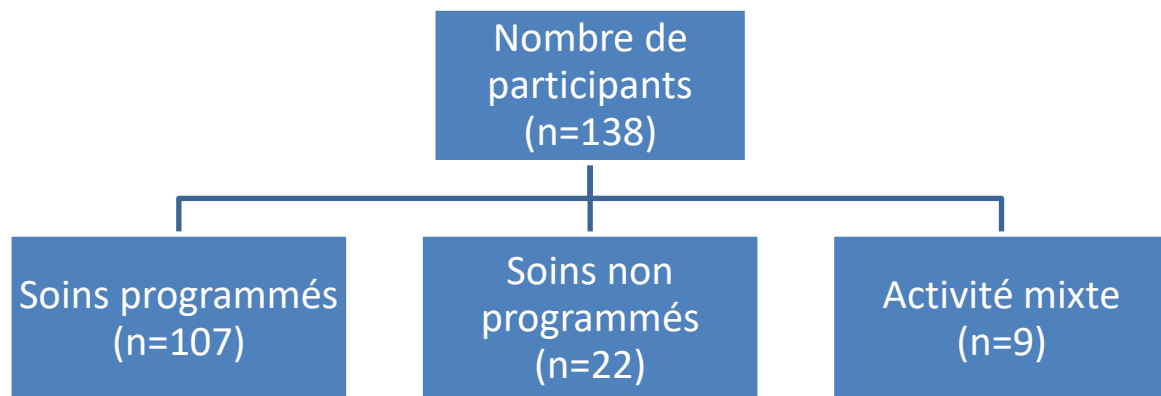 Nombre de
participants
(n=138)
Soins programmés
(n=107)
Soins non
programmés
(n=22)
Activité mixte
(n=9)